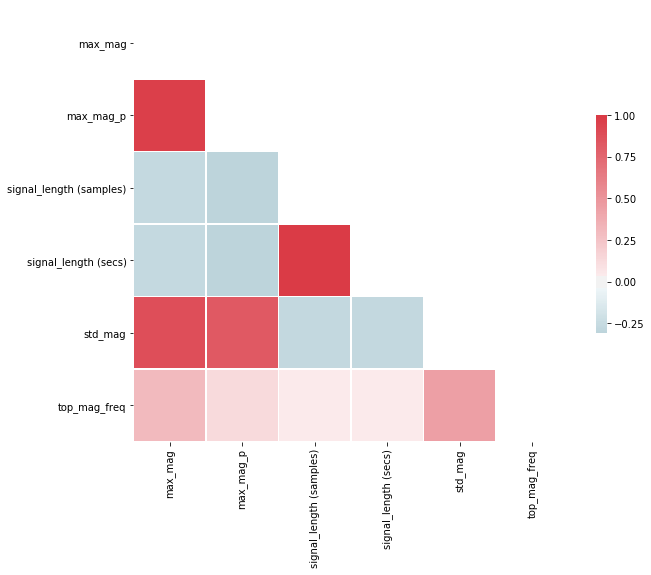 max_mag
max_mag_p
signal_length (samples)
signal_length (secs)
std_mag
top_mag_freq
max_mag
max_mag_p
signal_length (samples)
signal_length (secs)
std_mag
top_mag_freq
1.00
0.75
0.50
0.25
0.00
−0.25